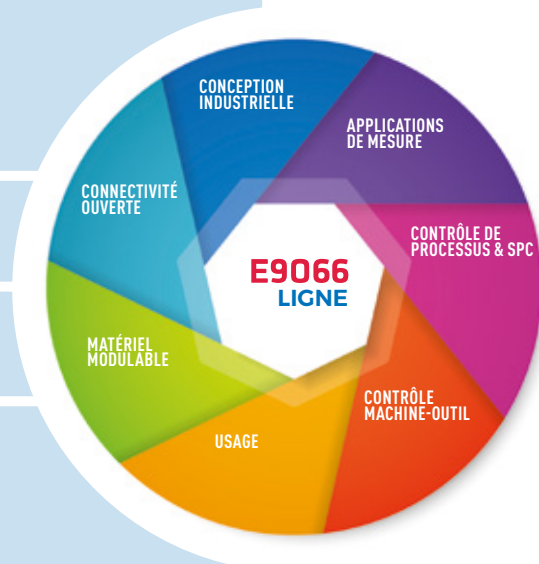 CONCEPTION
INDUSTRIELLE
APPLICATIONS
DE MESURE
CONNECTIVITÉ
OUVERTE
CONTRÔLE DE
PROCESSUS & SPC
E9066
LIGNE
MATÉRIEL
MODULABLE
CONTRÔLE
MACHINE-OUTIL
USAGE